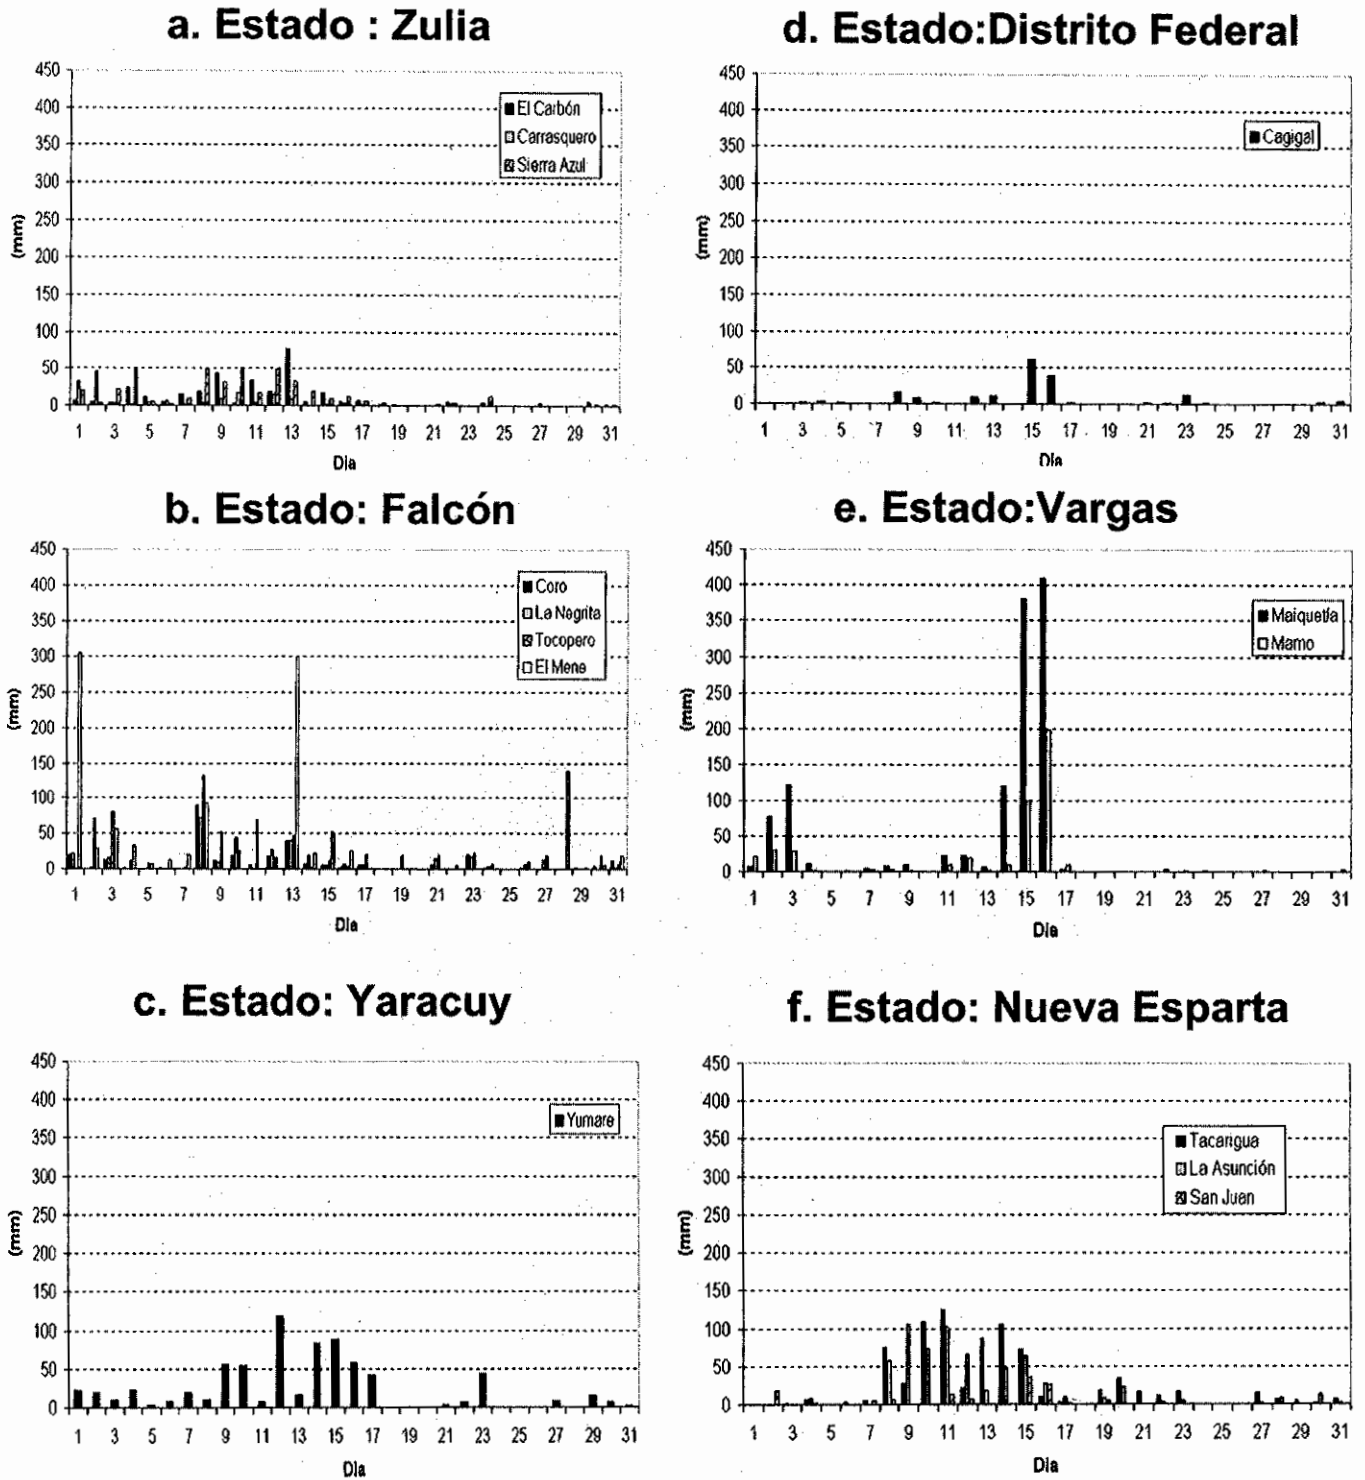 a. Estado : Zulia
450
400
350
300
250
200
150
100
50
0
(mm)
El Carbón
Carrasquero
Sierra Azul
1 3 5 7 9 11 13 15 17 19 21 23 25 27 29 31
Dia
b. Estado: Falcón
450
400
350
300
250
200
150
100
50
0
(mm)
Coro
La Negrita
Tocopero
El Mene
1 3 5 7 9 11 13 15 17 19 21 23 25 27 29 31
Dia
c. Estado: Yaracuy
450
400
350
300
250
200
150
100
50
0
(mm)
Yumare
1 3 5 7 9 11 13 15 17 19 21 23 25 27 29 31
Dia
d. Estado:Distrito Federal
450
400
350
300
250
200
150
100
50
0
(mm)
Cagigal
1 3 5 7 9 11 13 15 17 19 21 23 25 27 29 31
Dia
e. Estado:Vargas
450
400
350
300
250
200
150
100
50
0
(mm)
Maiquetía
Mamo
1 3 5 7 9 11 13 15 17 19 21 23 25 27 29 31
Dia
f. Estado: Nueva Esparta
450
400
350
300
250
200
150
100
50
0
(mm)
Tacarigua
La Asunción
San Juan
1 3 5 7 9 11 13 15 17 19 21 23 25 27 29 31
Dia